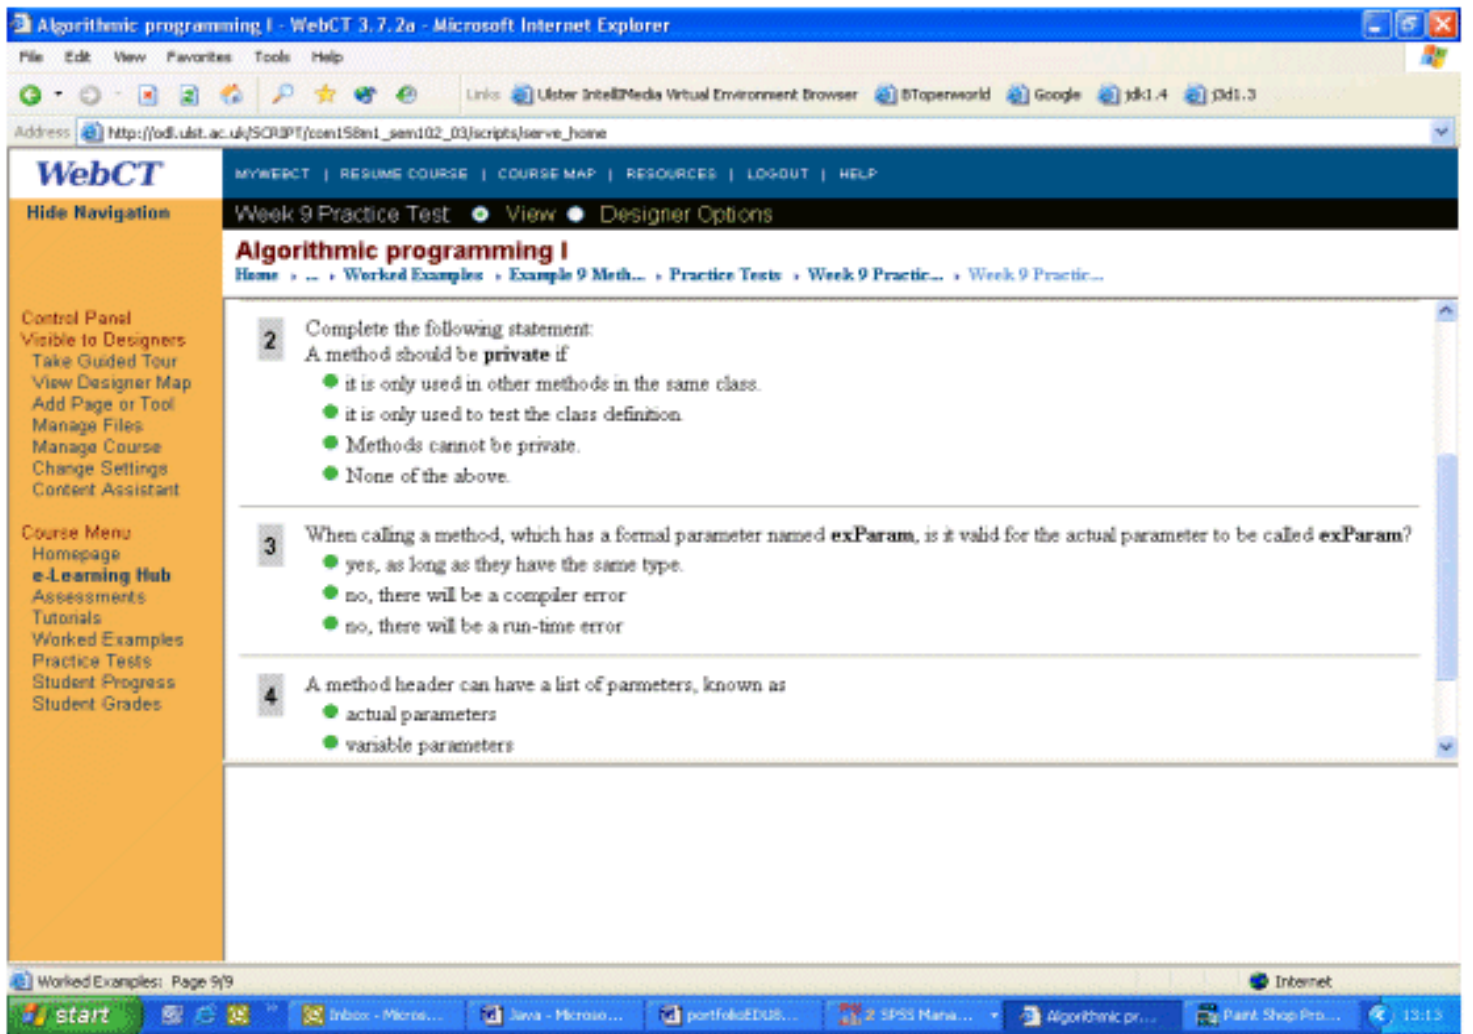 Algorithmic programming I - WebCT 3.7.2a - Microsoft Internet Explorer
File Edit View Favorites Tools Help
Links Ulster IntelliMedia Virtual Environment Browser BToperworld Google jdk1.4 j3d1.3
Address http://odl.ulst.ac.uk/SCRIPT/com158m1_sem102_03/scripts/serve_home
WebCT
MYWEBCT | RESUME COURSE | COURSE MAP | RESOURCES | LOGOUT | HELP
Hide Navigation
Week 9 Practice Test View Designer Options
Algorithmic programming I
Home › ... › Worked Examples › Example 9 Meth... › Practice Tests › Week 9 Practic... › Week 9 Practic...
Control Panel
Visible to Designers
Take Guided Tour
View Designer Map
Add Page or Tool
Manage Files
Manage Course
Change Settings
Content Assistant
Course Menu
Homepage
e-Learning Hub
Assessments
Tutorials
Worked Examples
Practice Tests
Student Progress
Student Grades
2 Complete the following statement:
A method should be private if
it is only used in other methods in the same class.
it is only used to test the class definition.
Methods cannot be private.
None of the above.
3 When calling a method, which has a formal parameter named exParam, is it valid for the actual parameter to be called exParam?
yes, as long as they have the same type.
no, there will be a compiler error
no, there will be a run-time error
4 A method header can have a list of parmeters, known as
actual parameters
variable parameters
Worked Examples: Page 9/9 Internet
start Inbox - Micros... Java - Microso... portfolioEDU8... 2 SPSS Mana... Algorithmic pr... Paint Shop Pro... 13:13